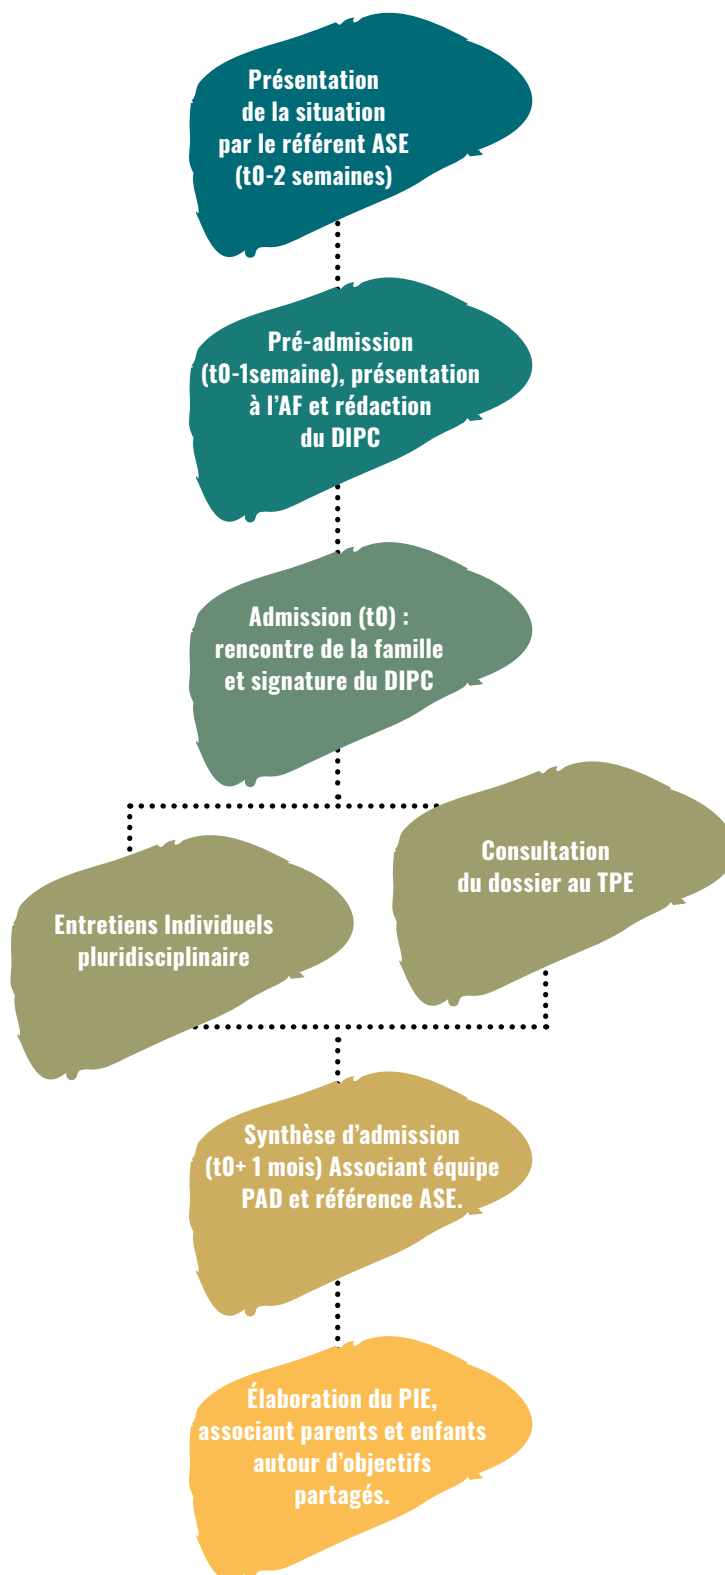 Présentation
de la situation
par le référent ASE
(t0-2 semaines)
Pré-admission
(t0-1semaine), présentation
à l'AF et rédaction
du DIPC
Admission (t0) :
rencontre de la famille
et signature du DIPC
Consultation
du dossier au TPE
Entretiens Individuels
pluridisciplinaire
Synthèse d'admission
(t0+ 1 mois) Associant équipe
PAD et référence ASE.
Élaboration du PIE,
associant parents et enfants
autour d'objectifs
partagés.